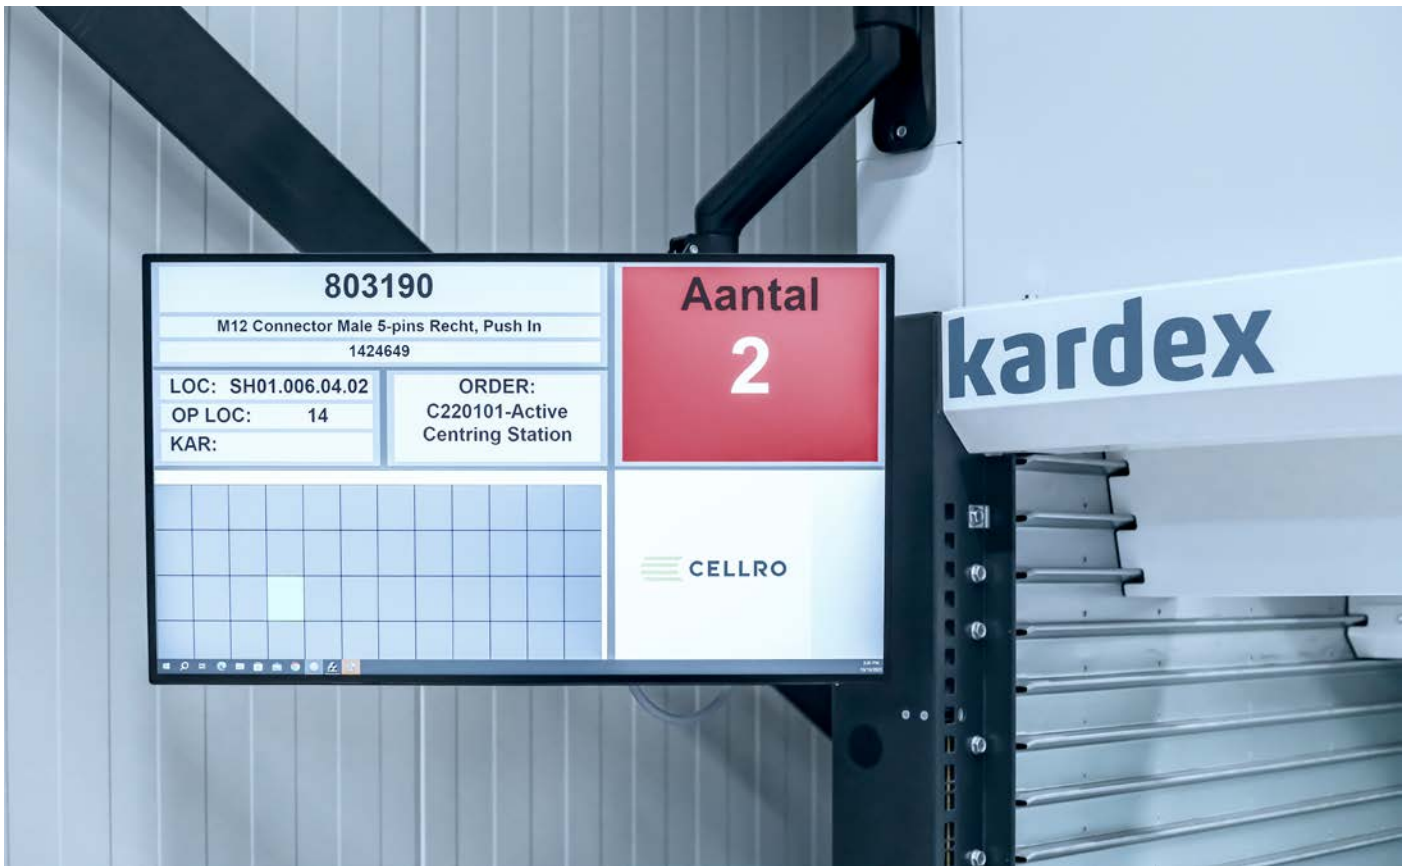 803190
M12 Connector Male 5-pins Recht, Push In
1424649
LOC: SH01.006.04.02
OP LOC: 14
KAR:
ORDER:
C220101-Active
Centring Station
Aantal
2
CELLRO
kardex